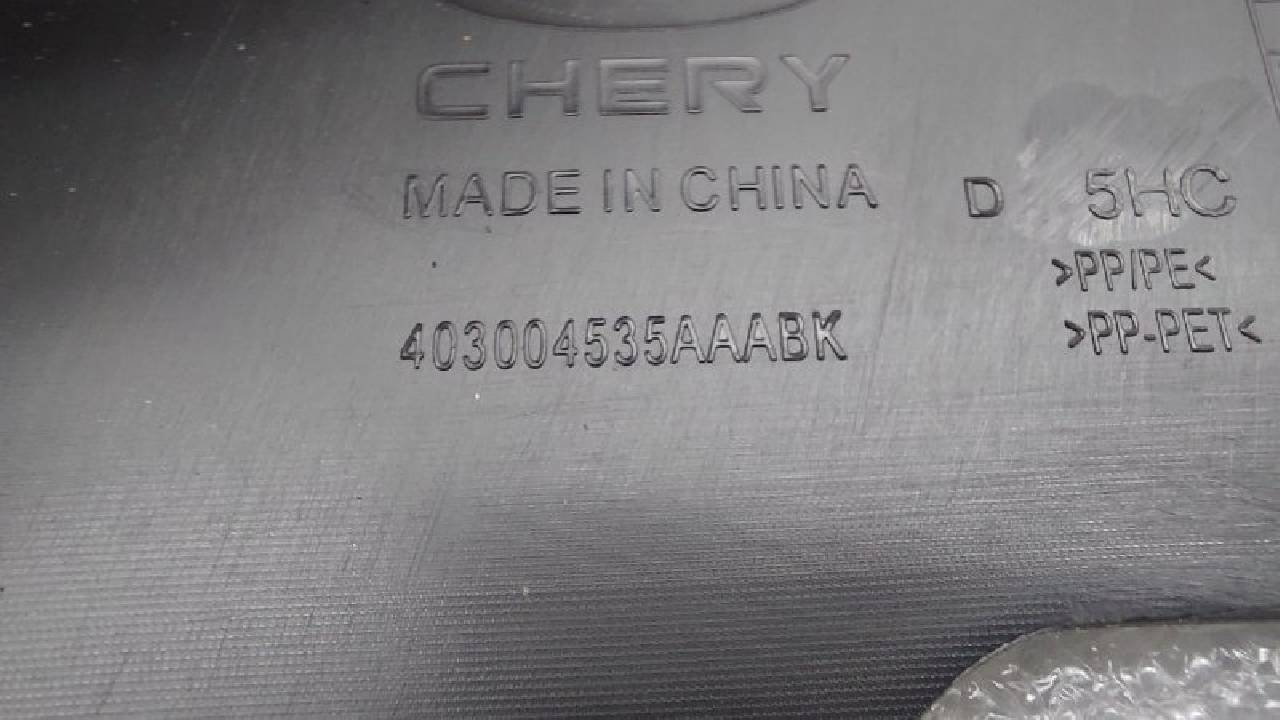 CHERY
MADE IN CHINA D 5HC
>PP/PE<
403004535AAABK >PP-PET<